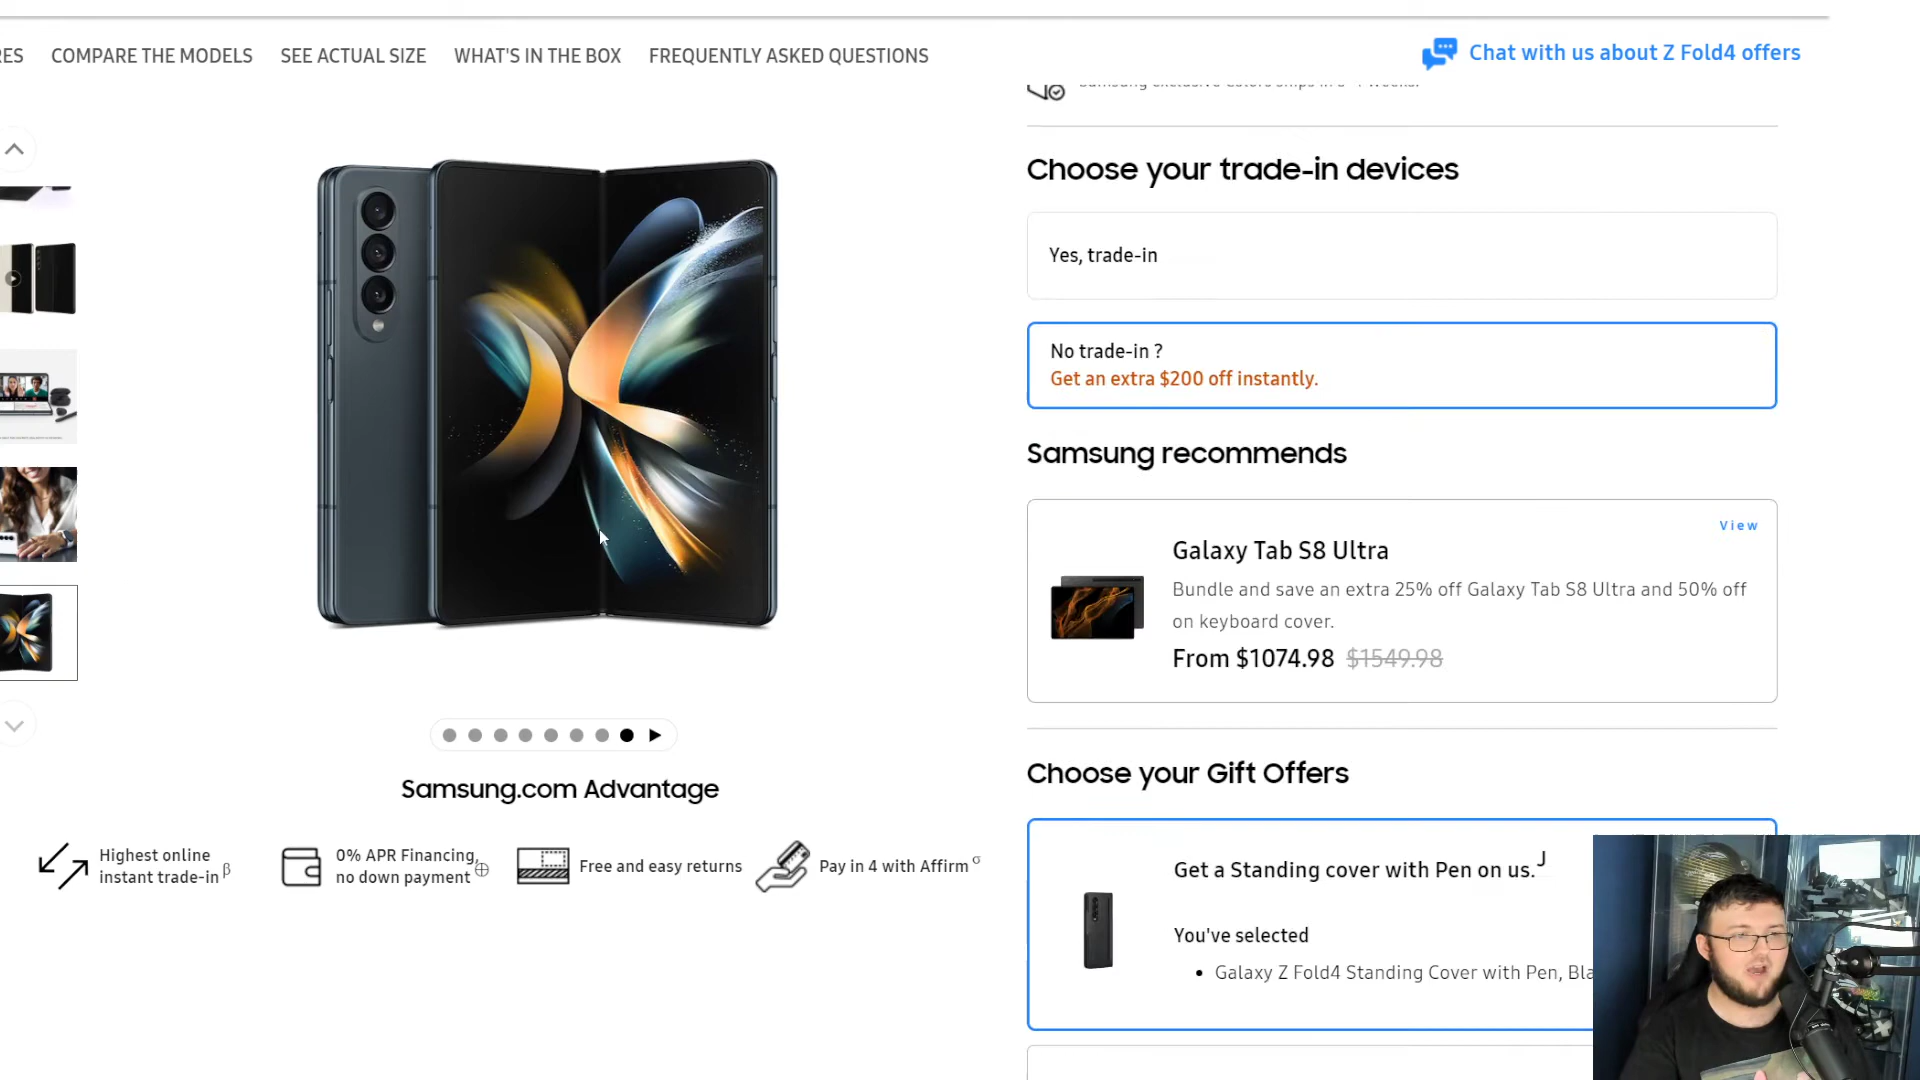 RES
COMPARE THE MODELS
SEE ACTUAL SIZE
WHAT'S IN THE BOX
FREQUENTLY ASKED QUESTIONS
Chat with us about Z Fold4 offers
Choose your trade-in devices
Yes, trade-in
No trade-in ?
Get an extra $200 off instantly.
Samsung recommends
View
Galaxy Tab S8 Ultra
Bundle and save an extra 25% off Galaxy Tab S8 Ultra and 50% off
on keyboard cover.
From $1074.98 $1549.98
Choose your Gift Offers
Get a Standing cover with Pen on us.J
You've selected
• Galaxy Z Fold4 Standing Cover with Pen, Bla
Samsung.com Advantage
Highest online
instant trade-in β
0% APR Financing,
no down payment ⊕
Free and easy returns
Pay in 4 with Affirm σ